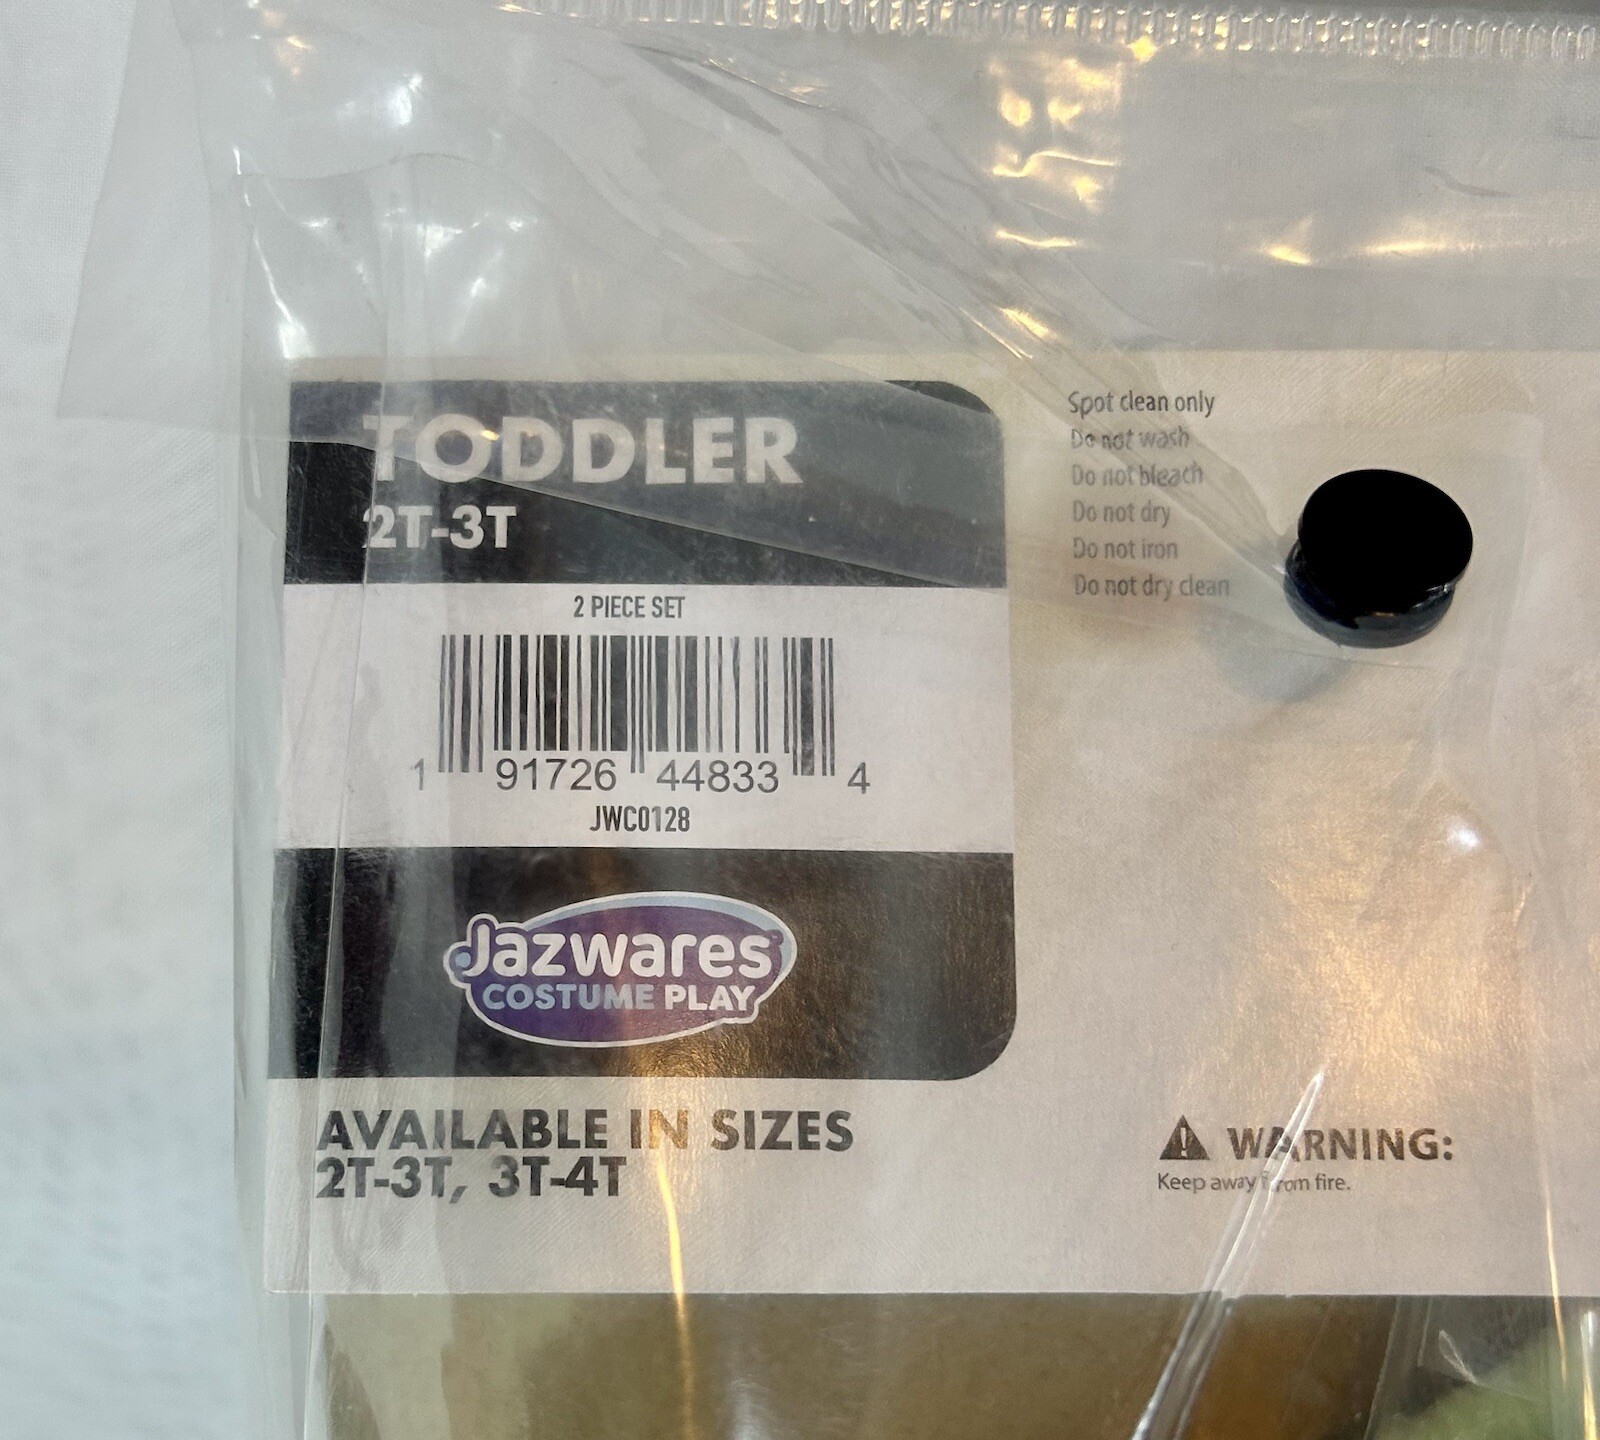 TODDLER
2T-3T
2 PIECE SET
1 91726 44833 4
JWC0128
Jazwares
COSTUME PLAY
AVAILABLE IN SIZES
2T-3T, 3T-4T
Spot clean only
Do not wash
Do not bleach
Do not dry
Do not iron
Do not dry clean
WARNING:
Keep away from fire.